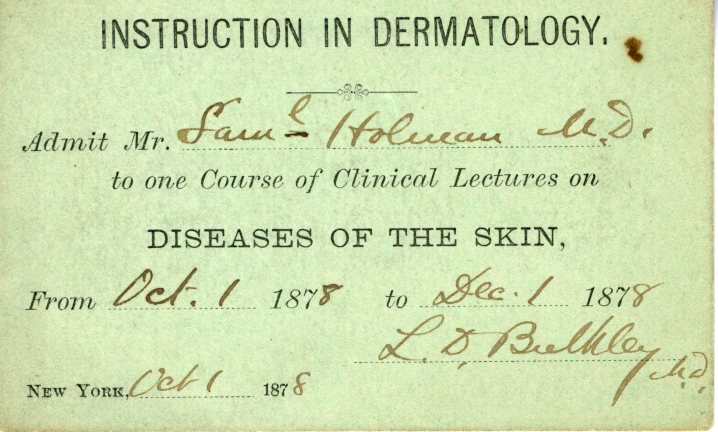 INSTRUCTION IN DERMATOLOGY.
Admit Mr. Saml Holman M.D.
to one Course of Clinical Lectures on
DISEASES OF THE SKIN,
From Oct. 1 1878 to Dec. 1 1878
L. D. Bulkley M.D.
NEW YORK, Oct 1 1878